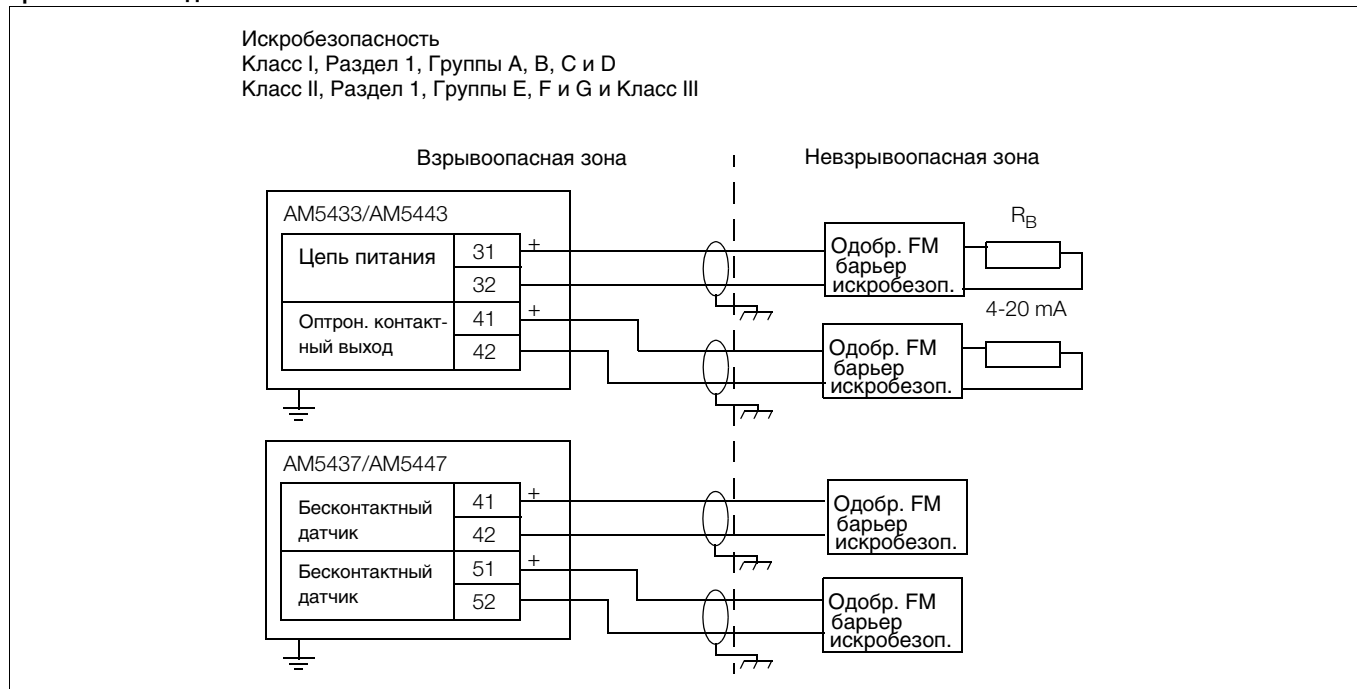 Искробезопасность
Класс I, Раздел 1, Группы A, B, C и D
Класс II, Раздел 1, Группы E, F и G и Класс III
Взрывоопасная зона
Невзрывоопасная зона
AM5433/AM5443
Цепь питания
31
+
32
Оптрон. контакт-
ный выход
41
+
42
Одобр. FM
барьер
искробезоп.
RB
4-20 mA
Одобр. FM
барьер
искробезоп.
AM5437/AM5447
Бесконтактный
датчик
41
+
42
Бесконтактный
датчик
51
+
52
Одобр. FM
барьер
искробезоп.
Одобр. FM
барьер
искробезоп.